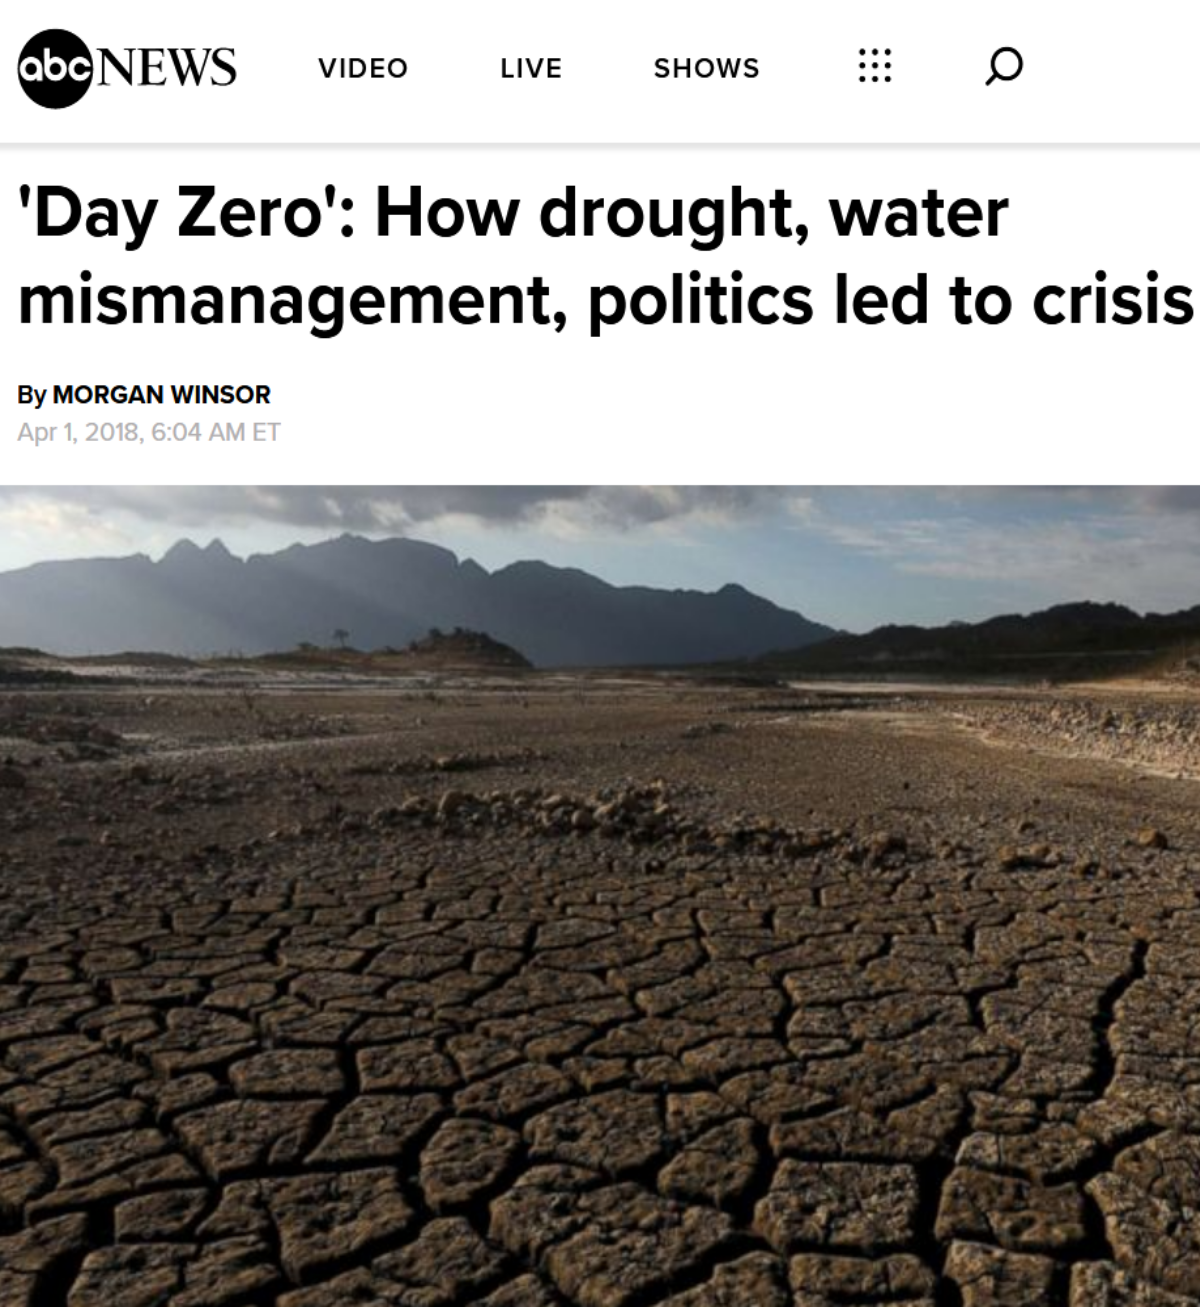 abc NEWS
VIDEO LIVE SHOWS
'Day Zero': How drought, water
mismanagement, politics led to crisis
By MORGAN WINSOR
Apr 1, 2018, 6:04 AM ET